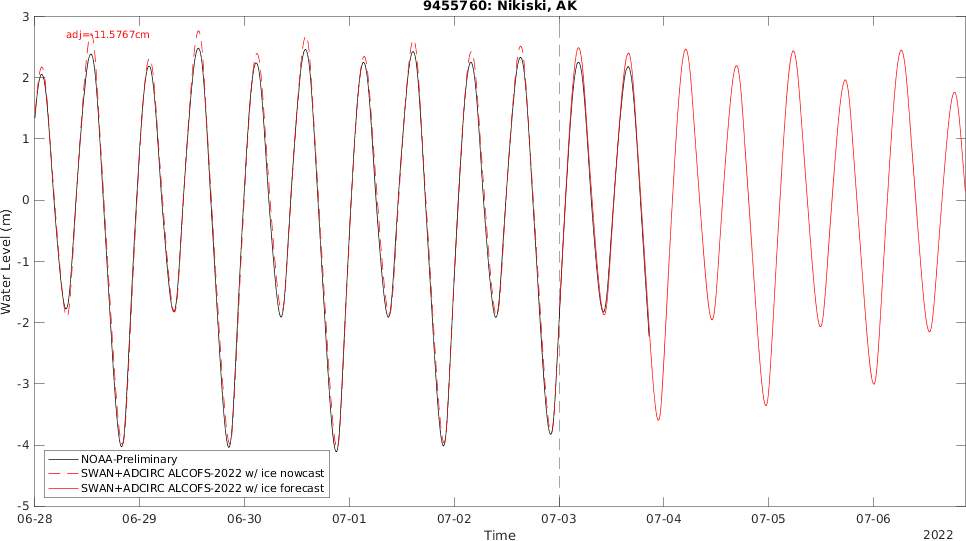 9455760: Nikiski, AK
adj=-11.5767cm
3
2
1
0
-1
-2
-3
-4
-5
Water Level (m)
NOAA-Preliminary
SWAN+ADCIRC ALCOFS-2022 w/ ice nowcast
SWAN+ADCIRC ALCOFS-2022 w/ ice forecast
06-28 06-29 06-30 07-01 07-02 07-03 07-04 07-05 07-06
Time
2022